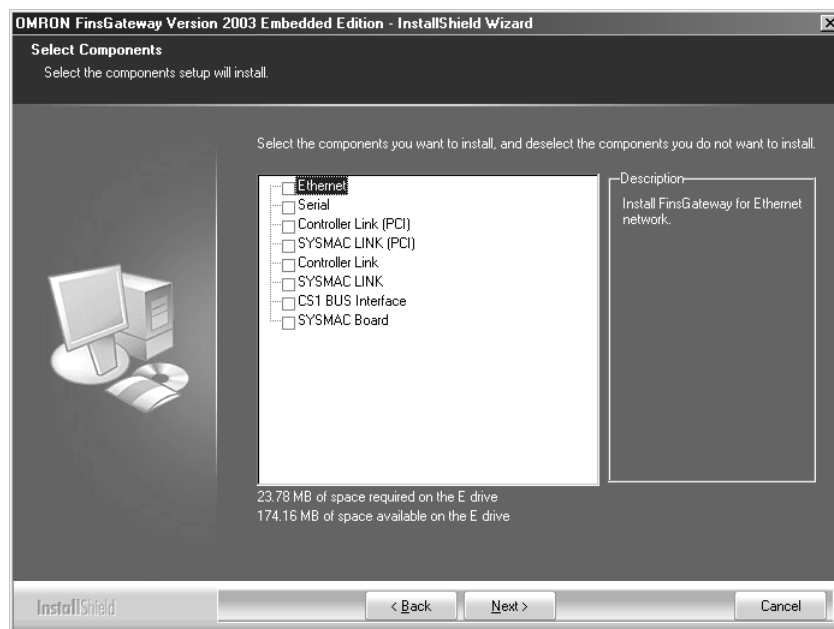 OMRON FinsGateway Version 2003 Embedded Edition - InstallShield Wizard
Select Components
Select the components setup will install.
Select the components you want to install, and deselect the components you do not want to install.
Ethernet
Serial
Controller Link (PCI)
SYSMAC LINK (PCI)
Controller Link
SYSMAC LINK
CS1 BUS Interface
SYSMAC Board
Description
Install FinsGateway for Ethernet
network.
23.78 MB of space required on the E drive
174.16 MB of space available on the E drive
InstallShield
< Back
Next >
Cancel